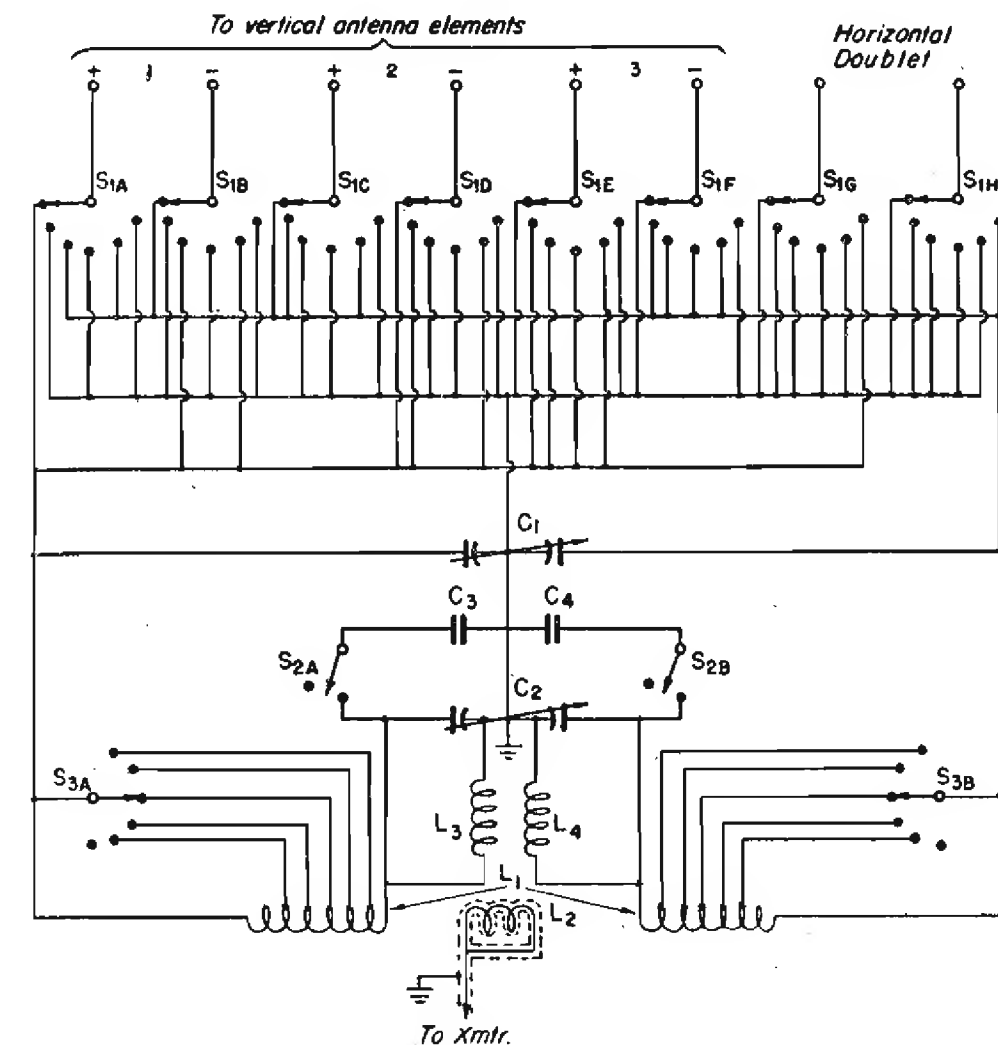 To vertical antenna elements
Horizontal
Doublet
+ 1 - + 2 - + 3 -
S1A S1B S1C S1D S1E S1F S1G S1H
C1
C3 C4
S2A S2B
C2
S3A S3B
L3 L4
L1
L2
To Xmtr.